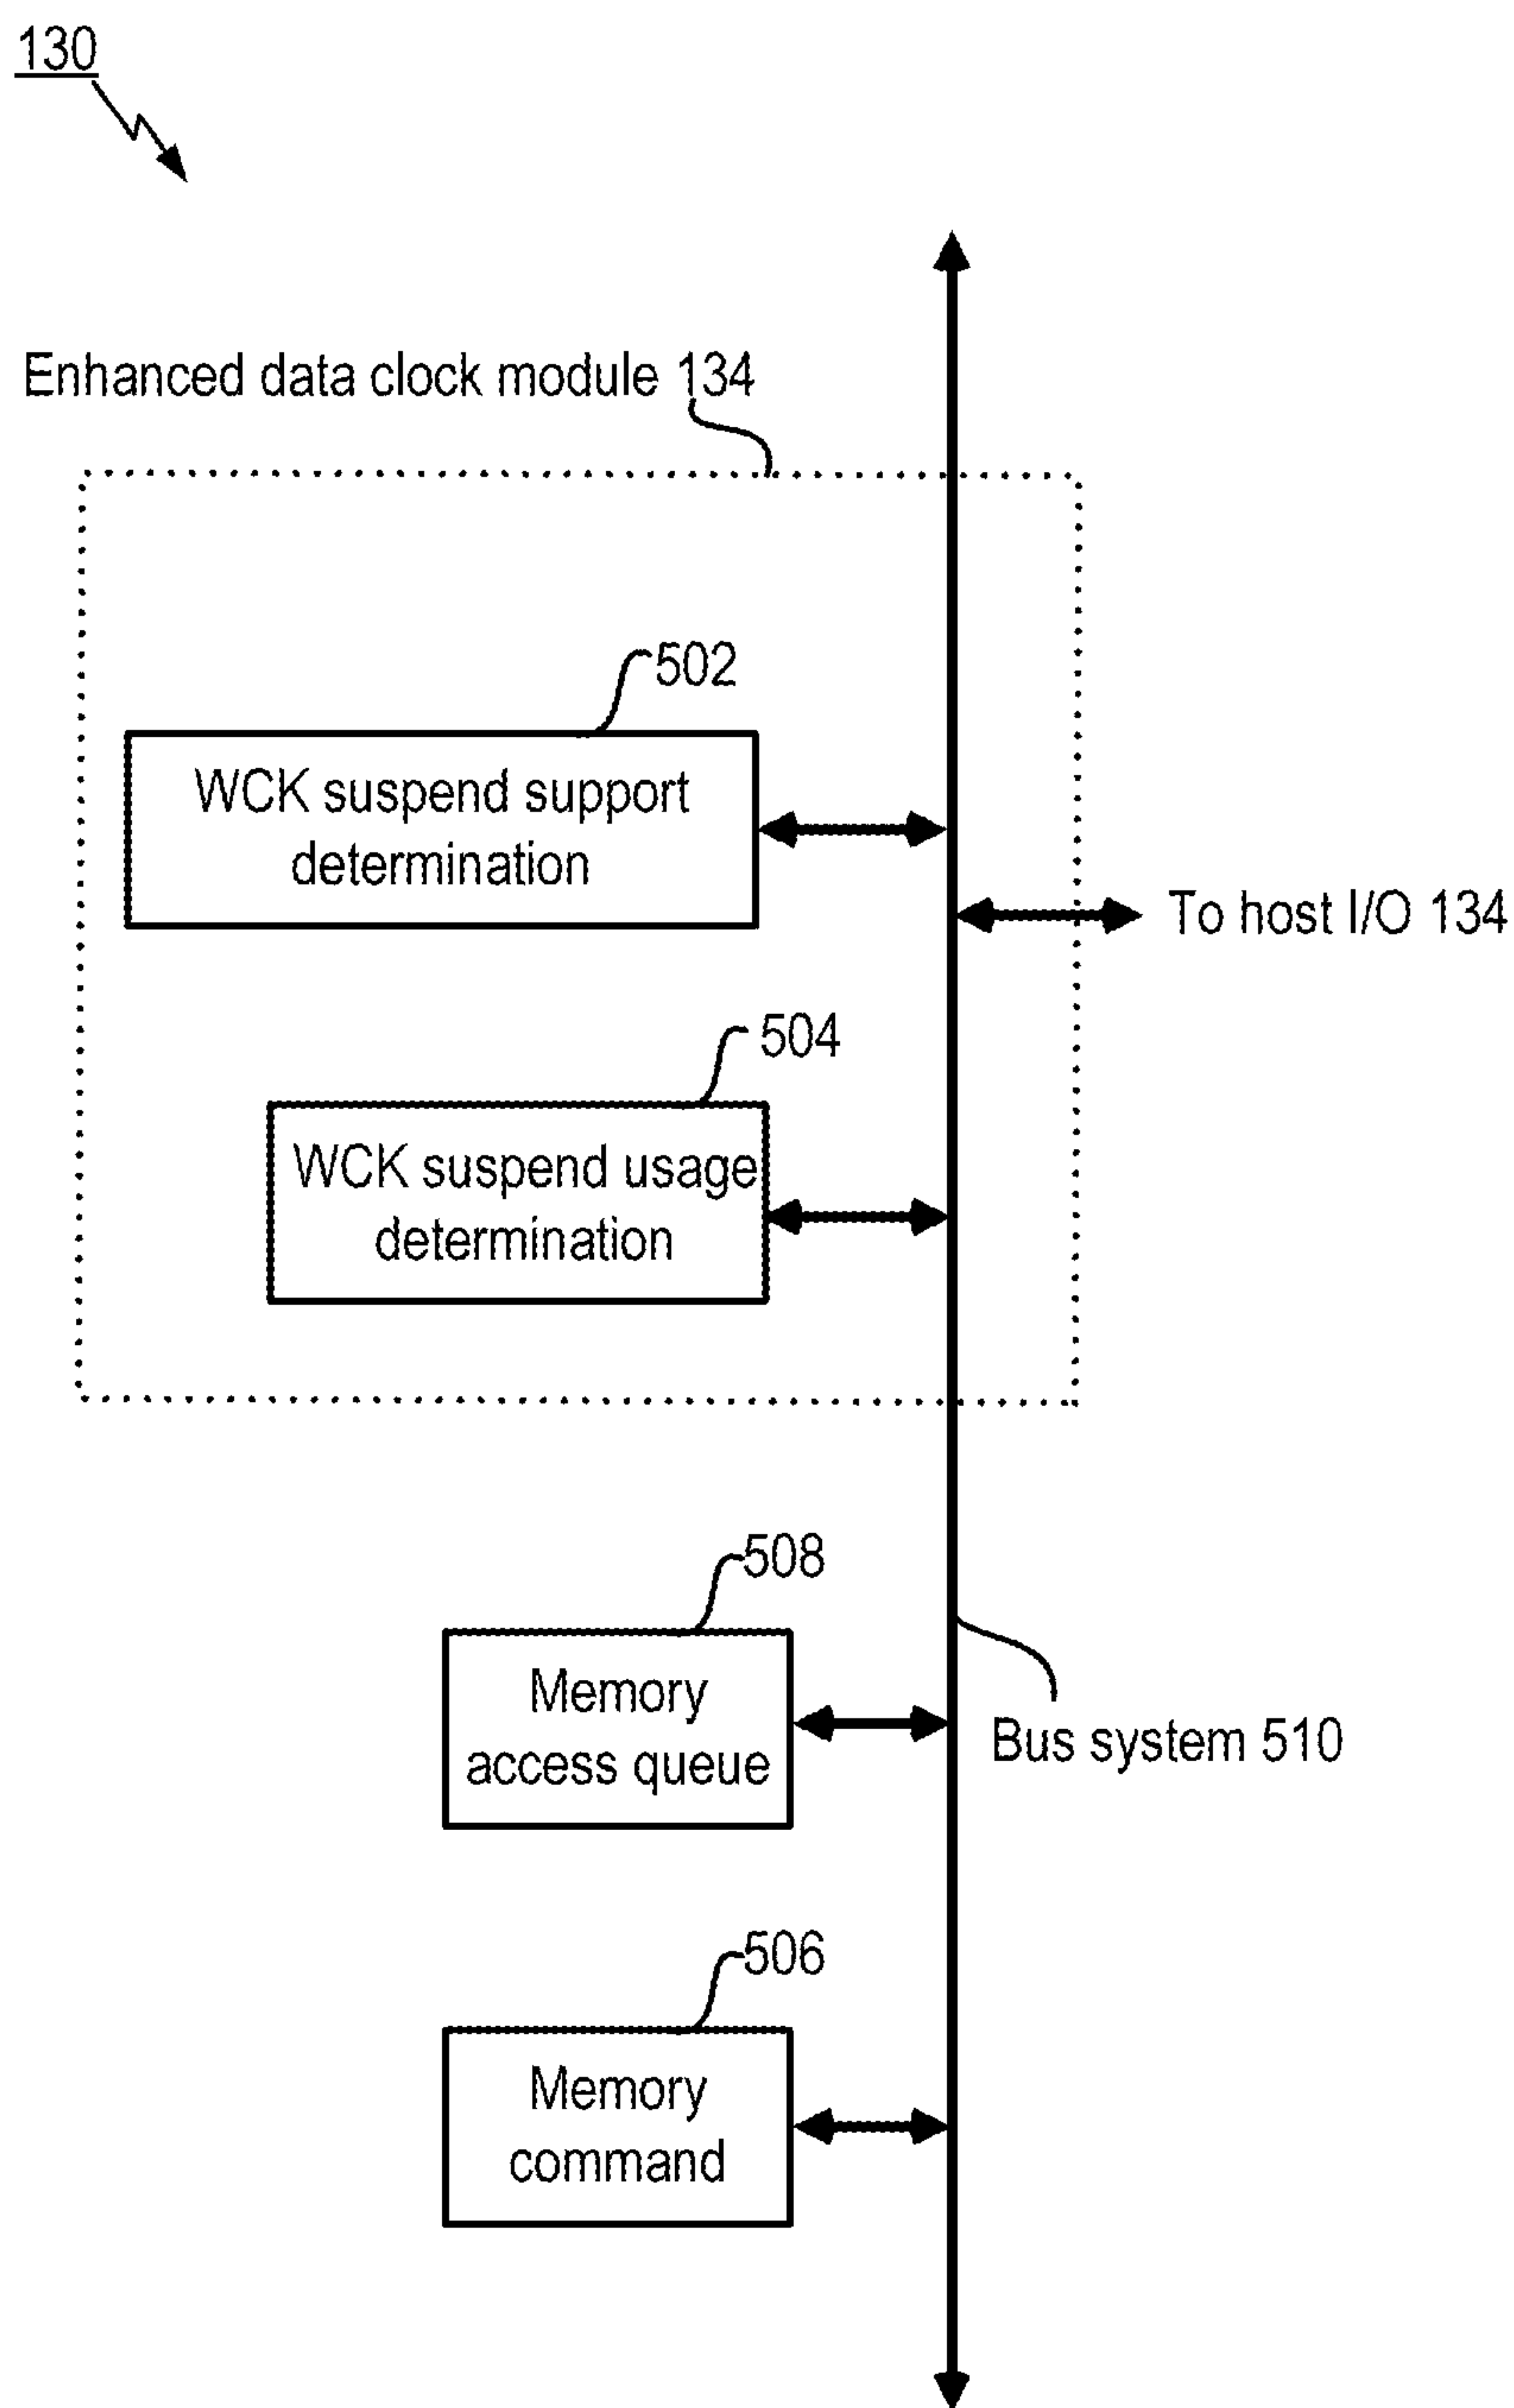 130
Enhanced data clock module 134
502
WCK suspend support
determination
To host I/O 134
504
WCK suspend usage
determination
508
Memory
access queue
Bus system 510
506
Memory
command